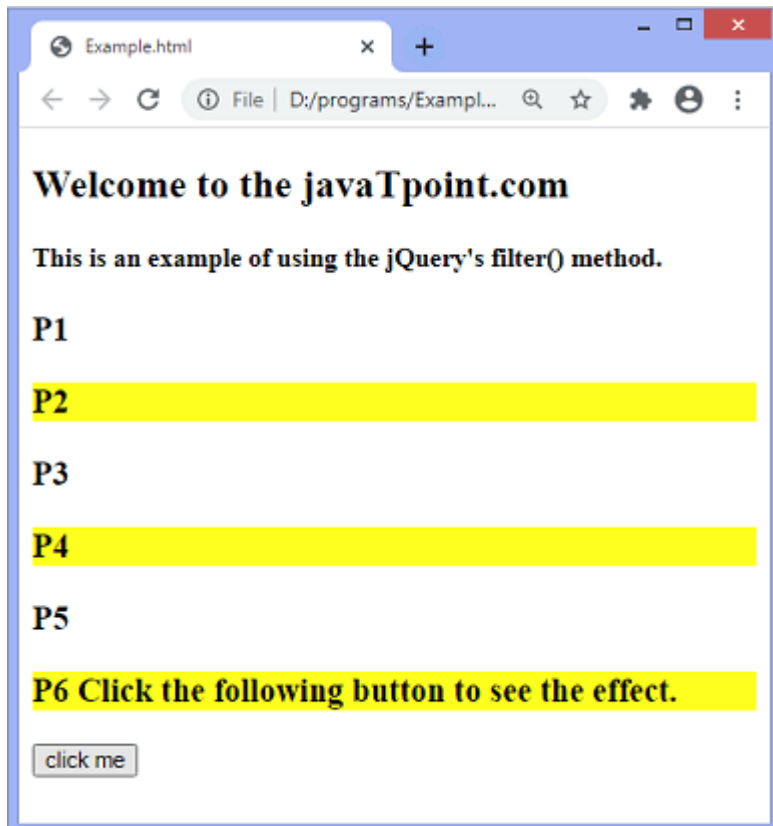 Example.html
File | D:/programs/Exampl...
Welcome to the javaTpoint.com
This is an example of using the jQuery's filter() method.
P1
P2
P3
P4
P5
P6 Click the following button to see the effect.
click me